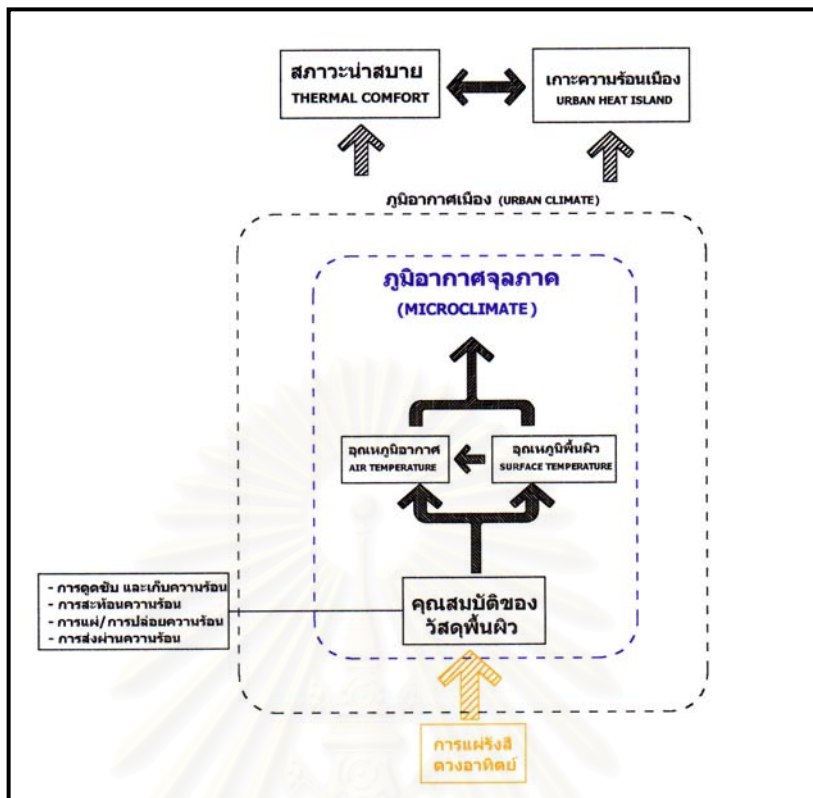 สภาวะน่าสบาย
THERMAL COMFORT
เกาะความร้อนเมือง
URBAN HEAT ISLAND
ภูมิอากาศเมือง (URBAN CLIMATE)
ภูมิอากาศจุลภาค
(MICROCLIMATE)
อุณหภูมิอากาศ
AIR TEMPERATURE
อุณหภูมิพื้นผิว
SURFACE TEMPERATURE
- การดูดซับ และเก็บความร้อน
- การสะท้อนความร้อน
- การแผ่/การปล่อยความร้อน
- การส่งผ่านความร้อน
คุณสมบัติของ
วัสดุพื้นผิว
การแผ่รังสี
ดวงอาทิตย์